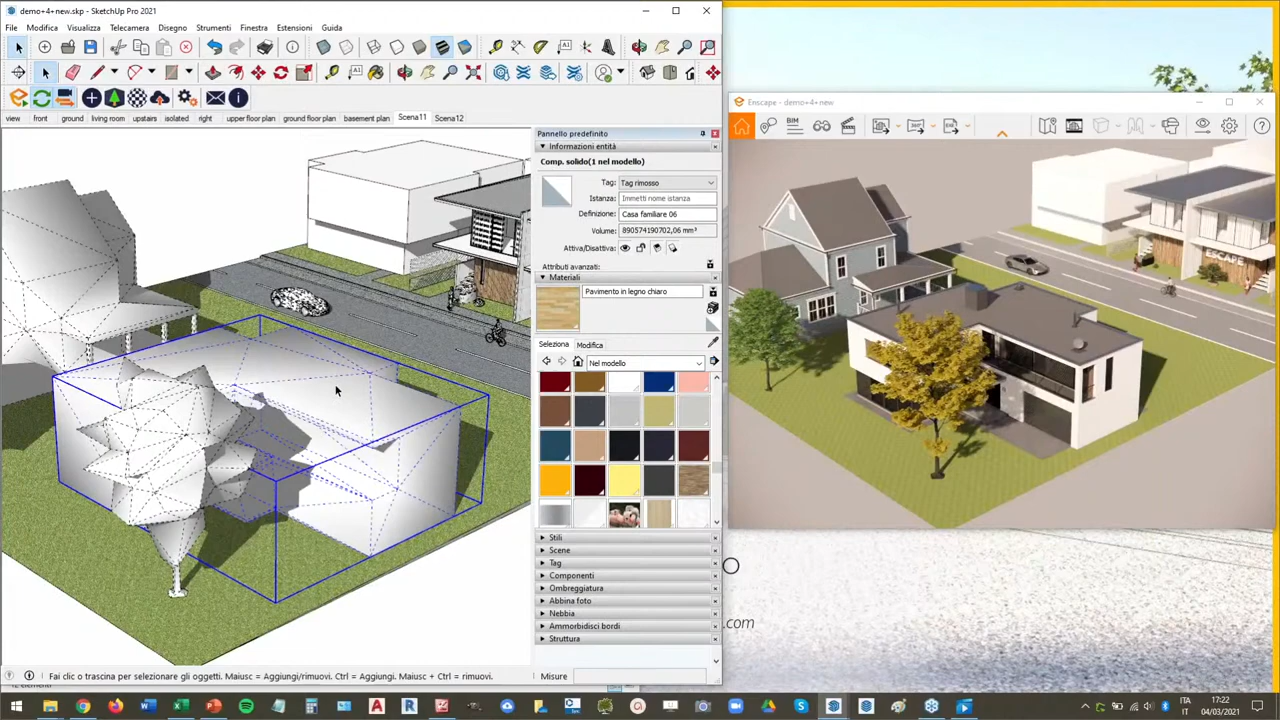 demo+4+new.skp - SketchUp Pro 2021
File Modifica Visualizza Telecamera Disegno Strumenti Finestra Estensioni Guida
view front ground living room upstairs isolated right upper floor plan ground floor plan basement plan Scena11 Scena12
Pannello predefinito
Informazioni entità
Comp. solido(1 nel modello)
Tag: Tag rimosso
Istanza: Immetti nome istanza
Definizione: Casa familiare 06
Volume: 890574190702,06 mm³
Attiva/Disattiva:
Attributi avanzati:
Materiali
Pavimento in legno chiaro
Seleziona Modifica
Nel modello
Stili
Scene
Tag
Componenti
Ombreggiatura
Abbina foto
Nebbia
Ammorbidisci bordi
Struttura
Fai clic o trascina per selezionare gli oggetti. Maiusc = Aggiungi/rimuovi. Ctrl = Aggiungi. Maiusc + Ctrl = rimuovi. Misure
Enscape - demo+4+new
BIM
ESCAPE
.com
ITA
IT
17:22
04/03/2021